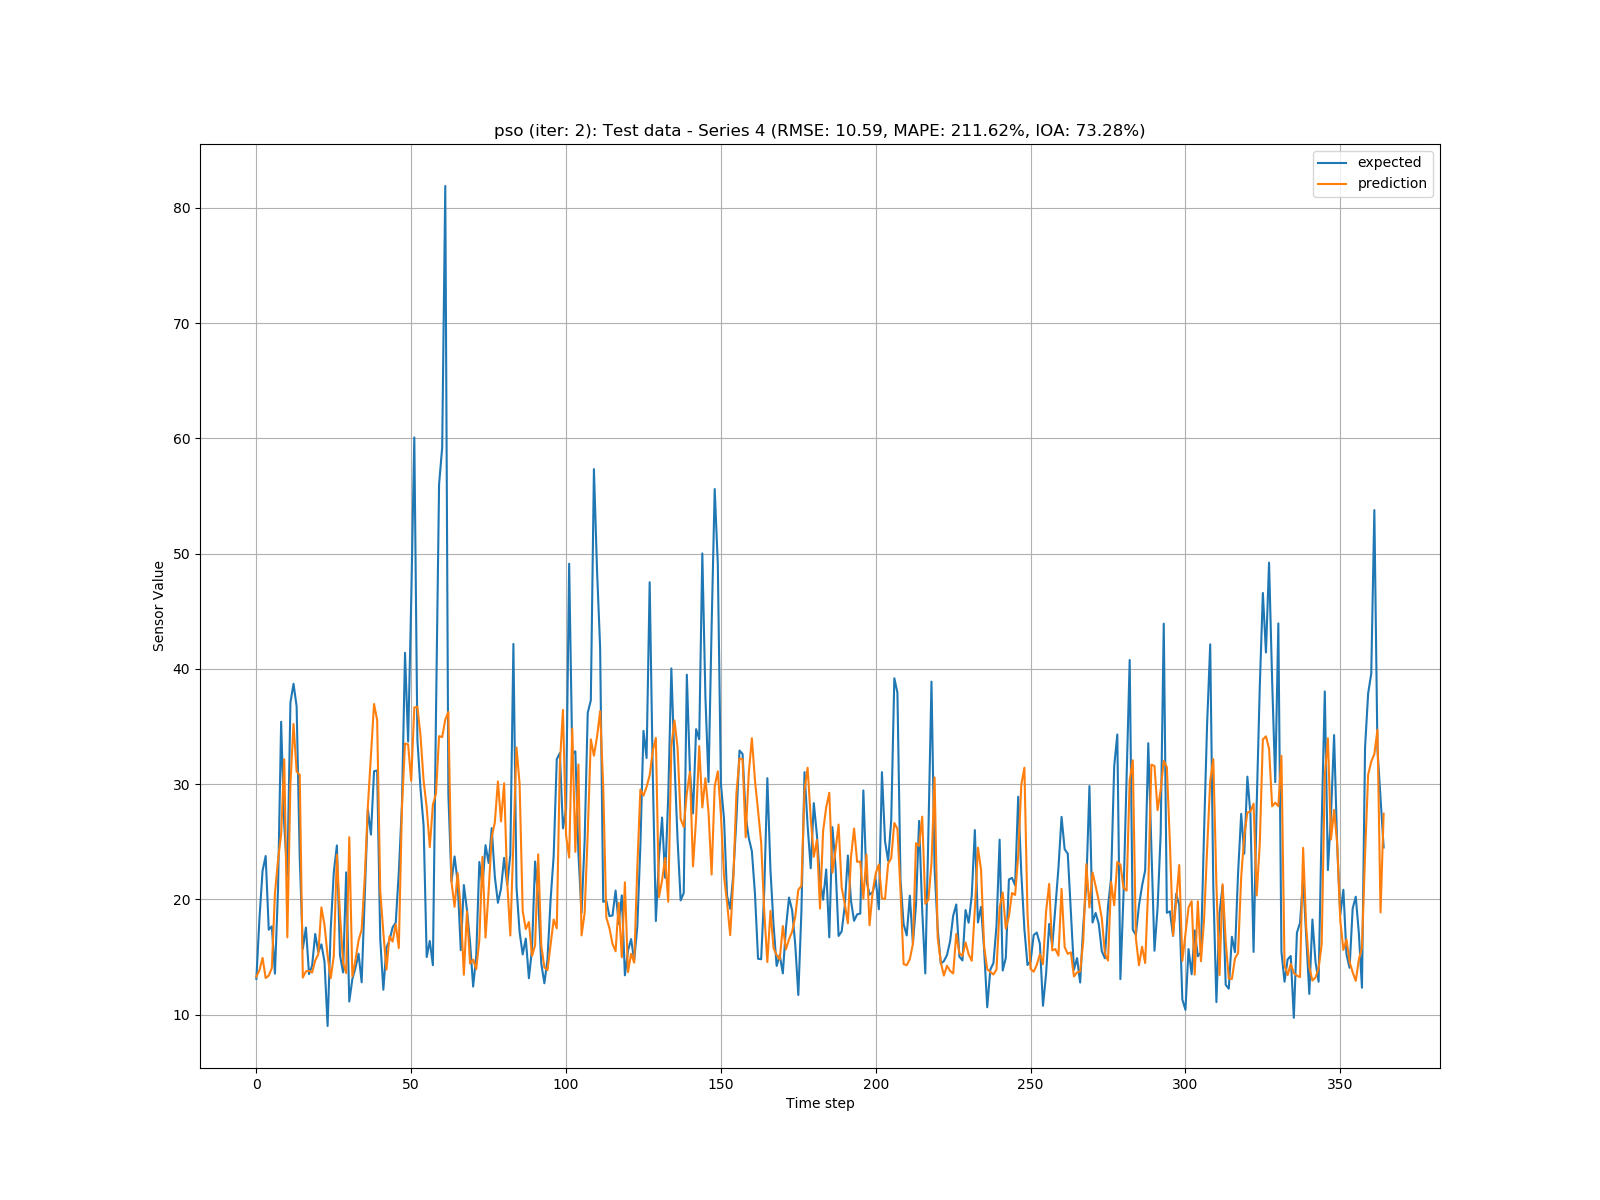 pso (iter: 2): Test data - Series 4 (RMSE: 10.59, MAPE: 211.62%, IOA: 73.28%)
expected
prediction
80
70
60
50
40
30
20
10
Sensor Value
0 50 100 150 200 250 300 350
Time step